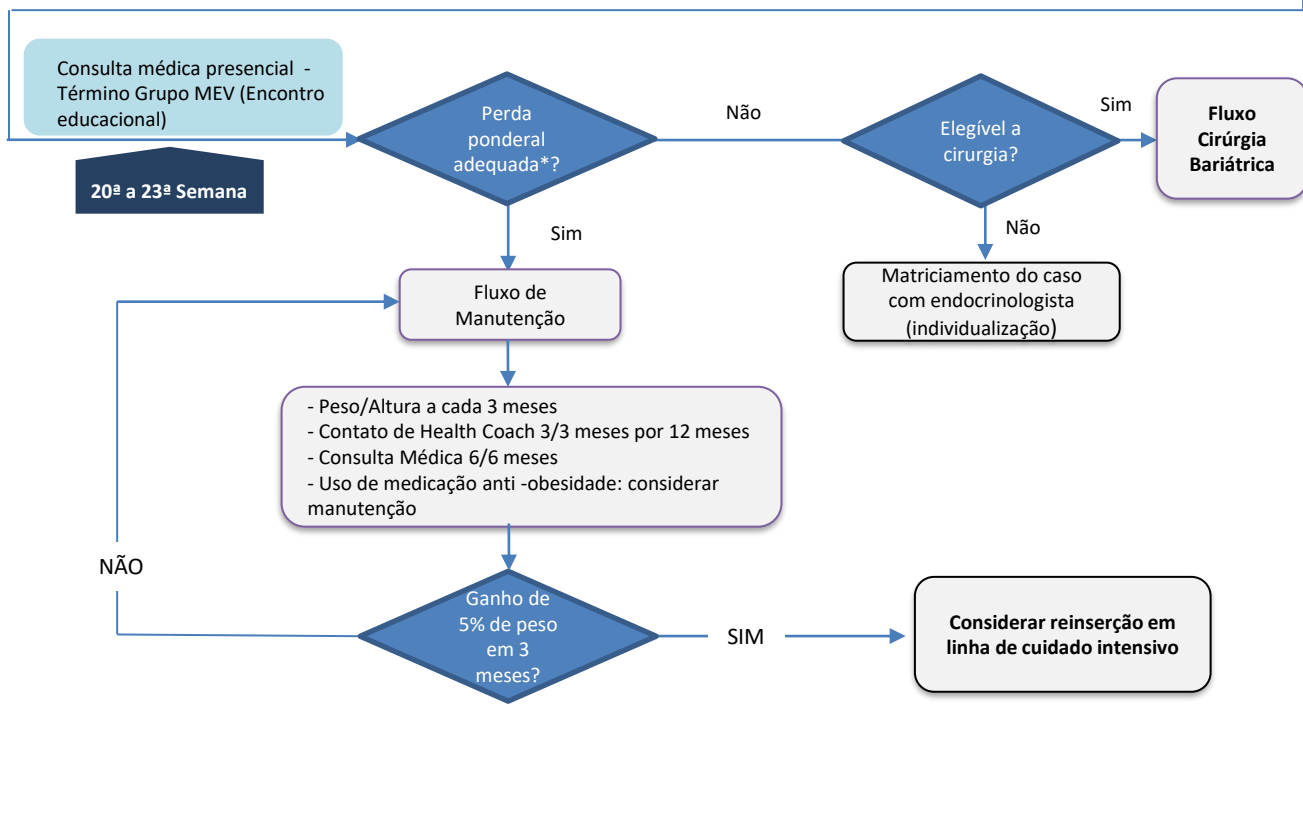 Consulta médica presencial -
Término Grupo MEV (Encontro
educacional)
20ª a 23ª Semana
Perda
ponderal
adequada*?
Não
Elegível a
cirurgia?
Sim
Fluxo
Cirúrgia
Bariátrica
Sim
Não
Matriciamento do caso
com endocrinologista
(individualização)
Fluxo de
Manutenção
- Peso/Altura a cada 3 meses
- Contato de Health Coach 3/3 meses por 12 meses
- Consulta Médica 6/6 meses
- Uso de medicação anti -obesidade: considerar
manutenção
NÃO
Ganho de
5% de peso
em 3
meses?
SIM
Considerar reinserção em
linha de cuidado intensivo